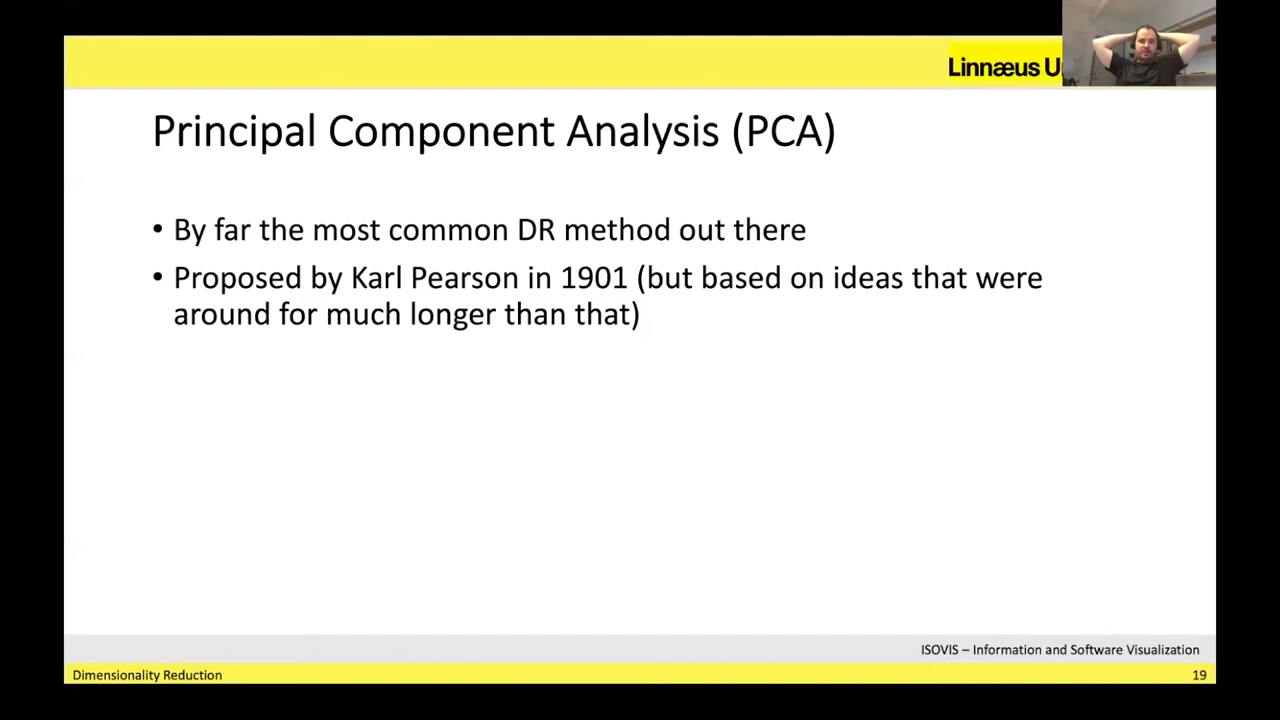 Linnæus U
Principal Component Analysis (PCA)
• By far the most common DR method out there
• Proposed by Karl Pearson in 1901 (but based on ideas that were
around for much longer than that)
ISOVIS – Information and Software Visualization
Dimensionality Reduction
19